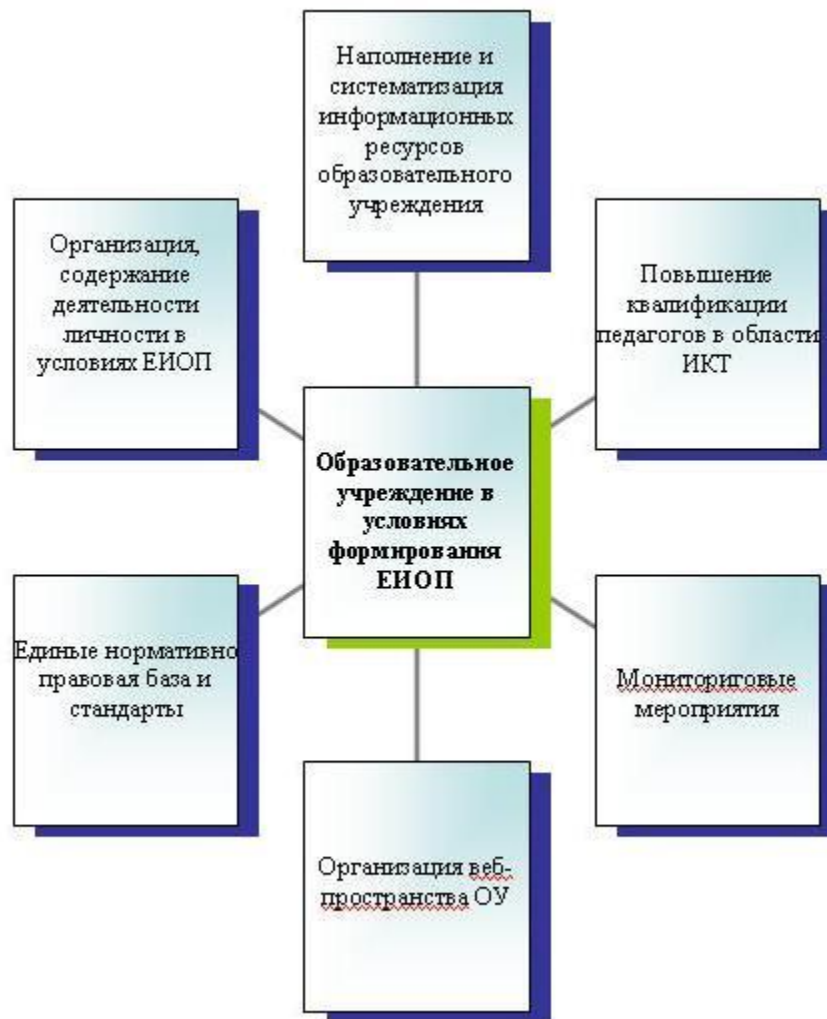 Наполнение и
систематизация
информационных
ресурсов
образовательного
учреждения
Организация,
содержание
деятельности
личности в
условиях ЕИОП
Повышение
квалификации
педагогов в области
ИКТ
Образовательное
учреждение в
условиях
формирования
ЕИОП
Единые нормативно
правовая база и
стандарты
Мониториговые
мероприятия
Организация веб-
пространства ОУ